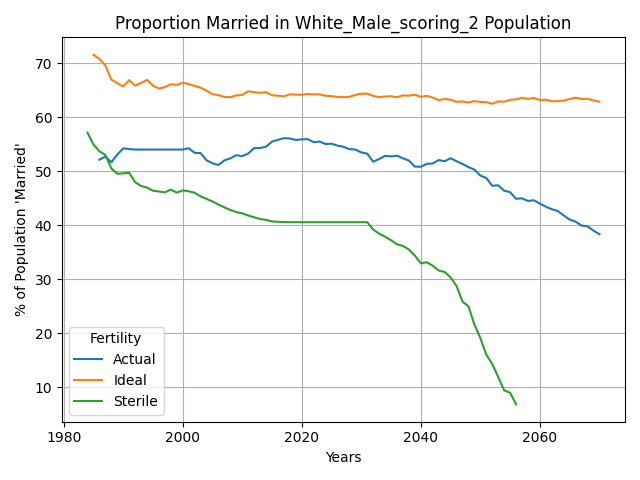 Proportion Married in White_Male_scoring_2 Population
% of Population 'Married'
70
60
50
40
30
20
10
Fertility
Actual
Ideal
Sterile
1980
2000
2020
2040
2060
Years